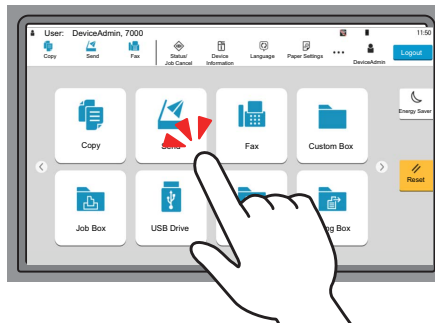 User: DeviceAdmin, 7000 11:50
Copy Send Fax Status/ Job Cancel Device Information Language Paper Settings DeviceAdmin Logout
Energy Saver
Copy Fax Custom Box
Reset
Job Box USB Drive Box